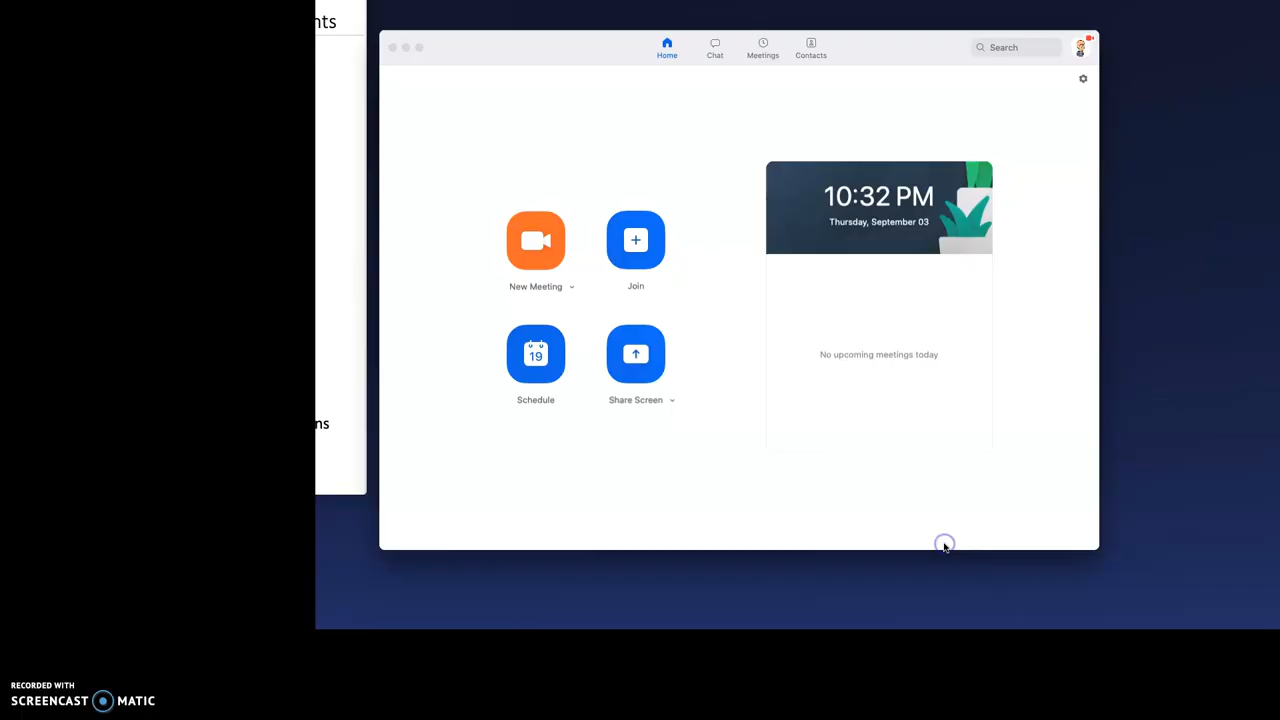 nts
Home
Chat
Meetings
Contacts
Search
10:32 PM
Thursday, September 03
New Meeting
Join
19
No upcoming meetings today
Schedule
Share Screen
ns
RECORDED WITH
SCREENCAST MATIC